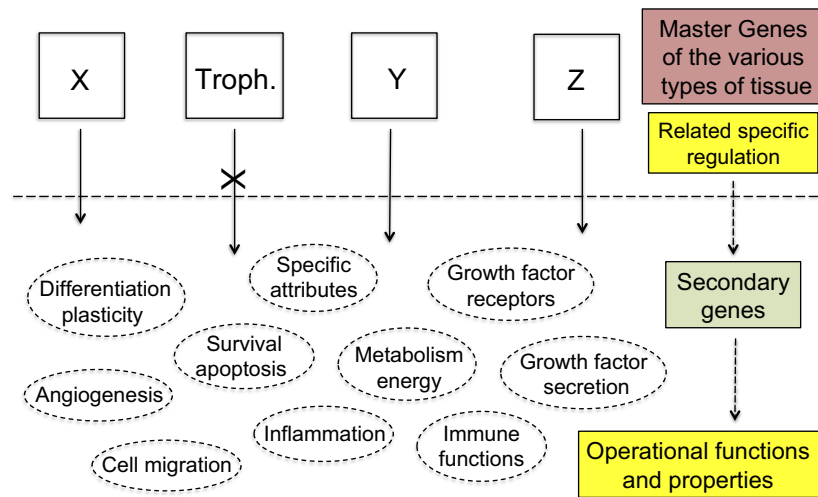 X
Troph.
Y
Z
Master Genes
of the various
types of tissue
Related specific
regulation
X
Differentiation
plasticity
Specific
attributes
Growth factor
receptors
Secondary
genes
Survival
apoptosis
Metabolism
energy
Growth factor
secretion
Angiogenesis
Inflammation
Immune
functions
Cell migration
Operational functions
and properties